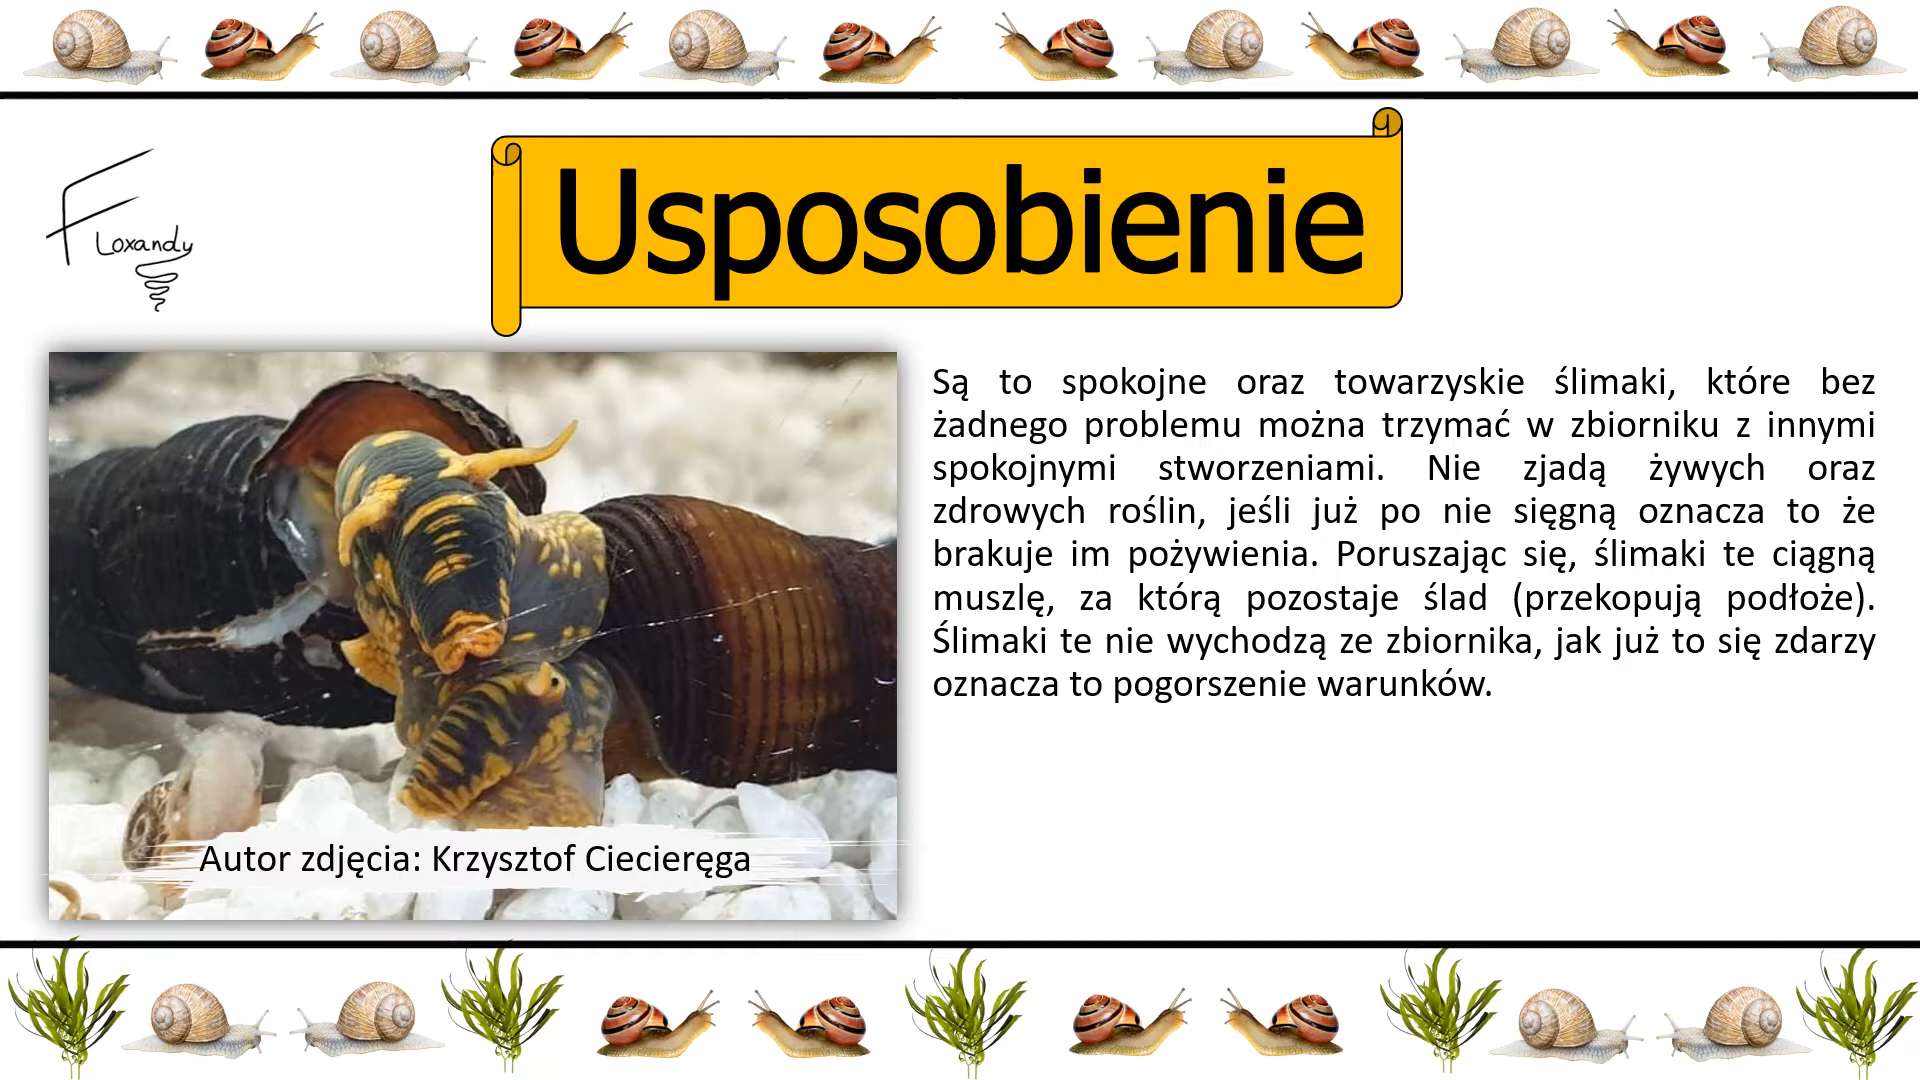 Usposobienie
Floxandy
Są to spokojne oraz towarzyskie ślimaki, które bez
żadnego problemu można trzymać w zbiorniku z innymi
spokojnymi stworzeniami. Nie zjadą żywych oraz
zdrowych roślin, jeśli już po nie sięgną oznacza to że
brakuje im pożywienia. Poruszając się, ślimaki te ciągną
muszlę, za którą pozostaje ślad (przekopują podłoże).
Ślimaki te nie wychodzą ze zbiornika, jak już to się zdarzy
oznacza to pogorszenie warunków.
Autor zdjęcia: Krzysztof Ciecieręga